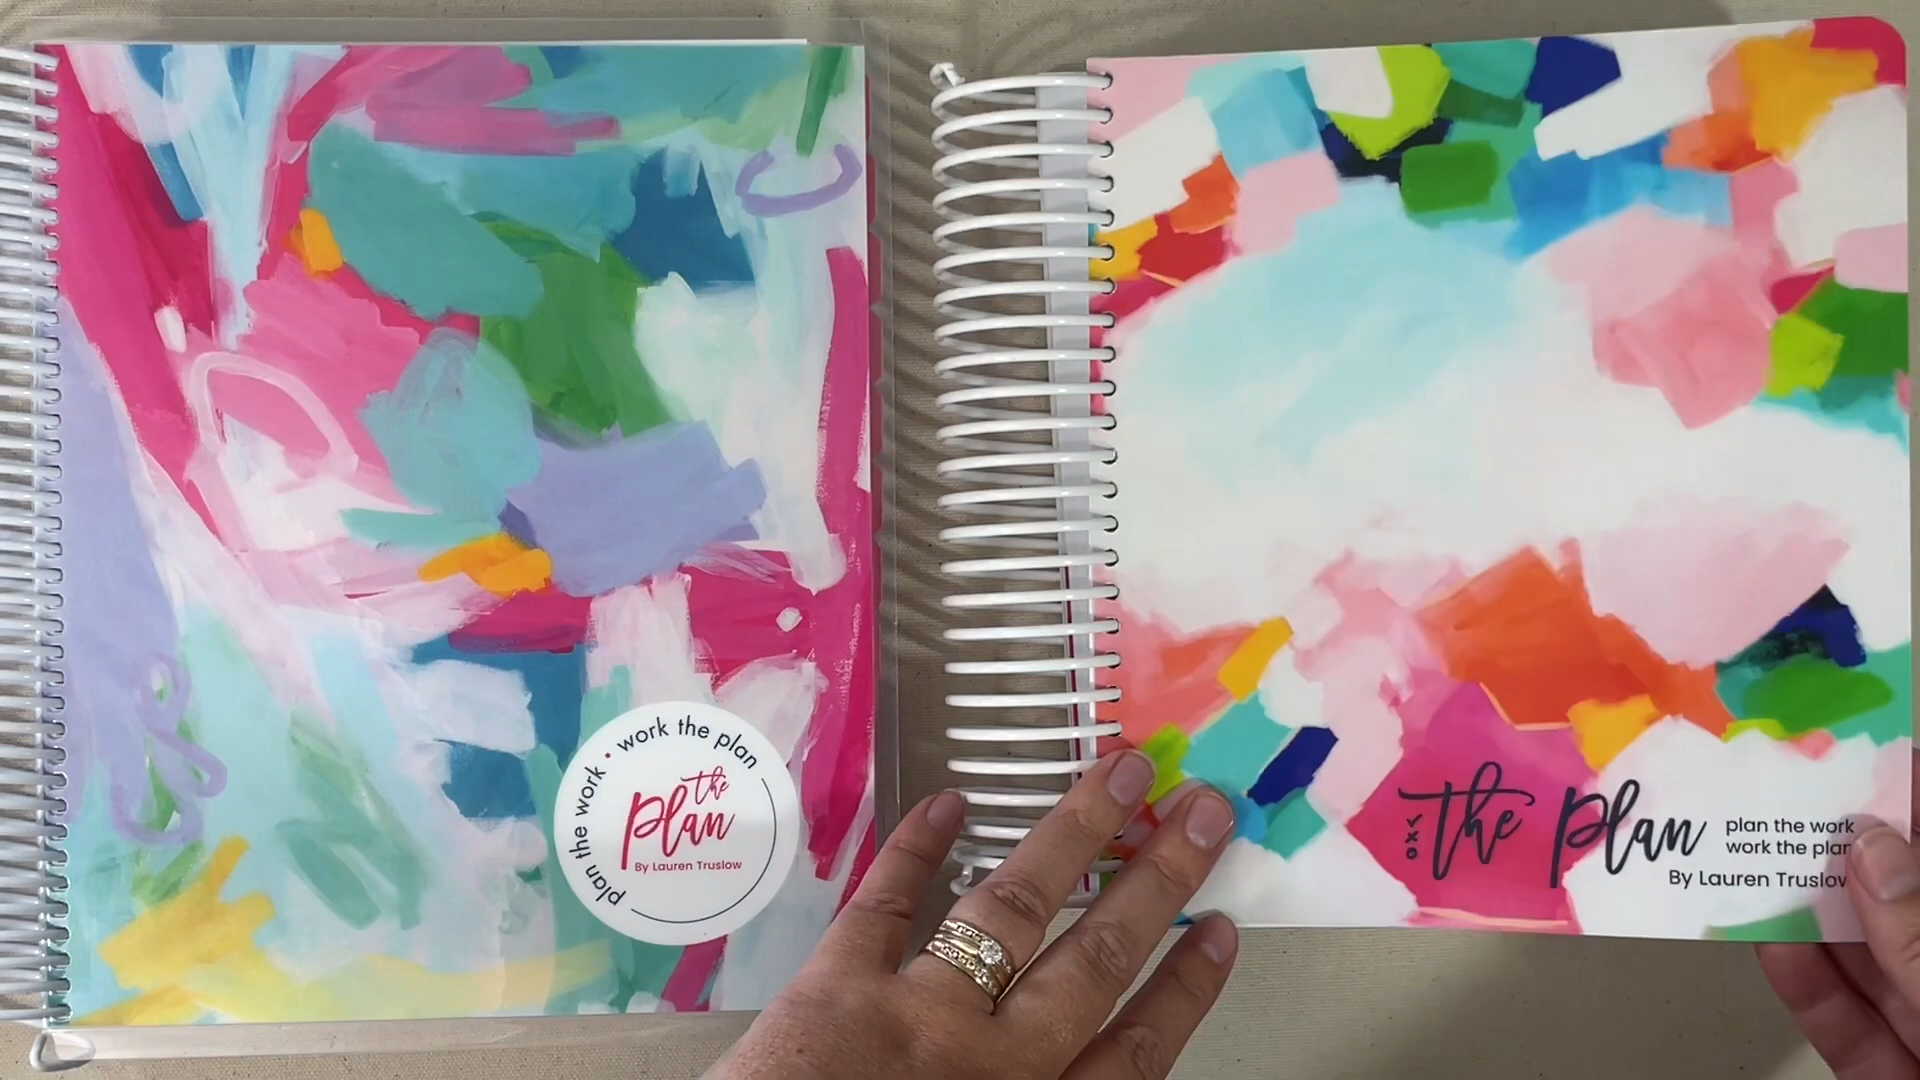 plan the work • work the plan
the
plan
By Lauren Truslow
7x9
the plan
plan the work
work the plan
By Lauren Truslow